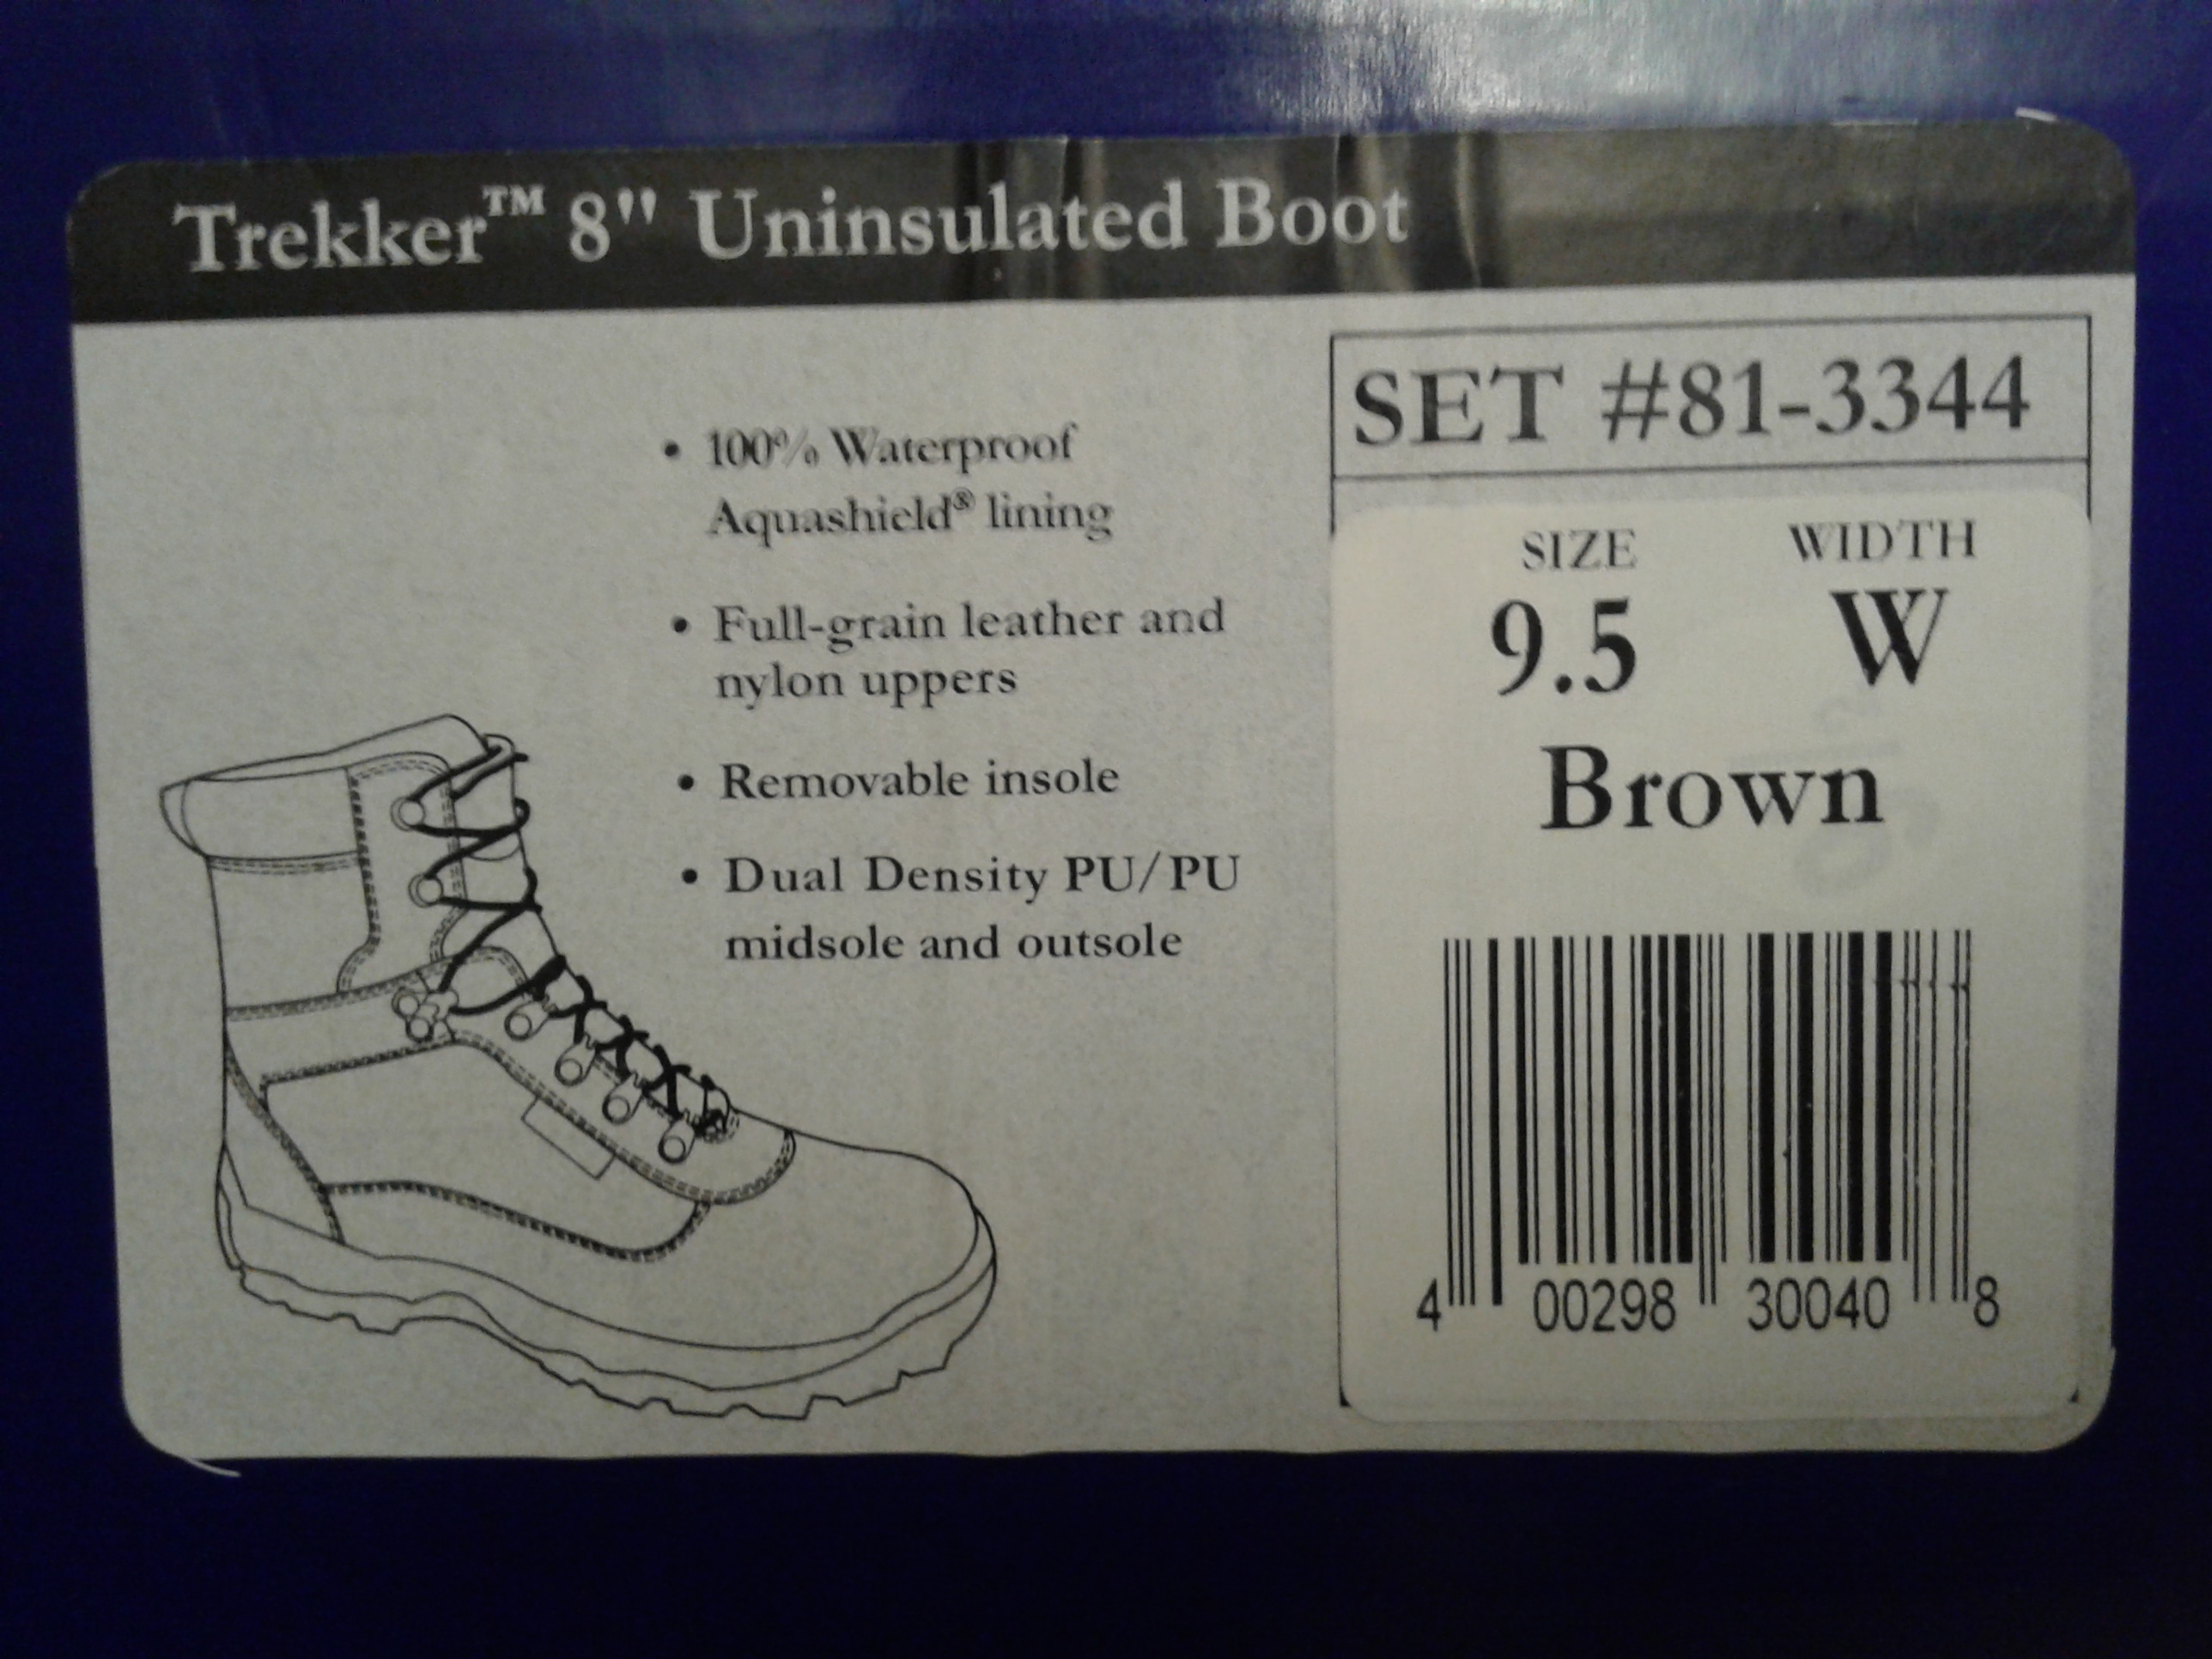 Trekker™ 8" Uninsulated Boot
• 100% Waterproof
Aquashield® lining
• Full-grain leather and
nylon uppers
• Removable insole
• Dual Density PU/PU
midsole and outsole
SET #81-3344
SIZE WIDTH
9.5 W
Brown
4 00298 30040 8